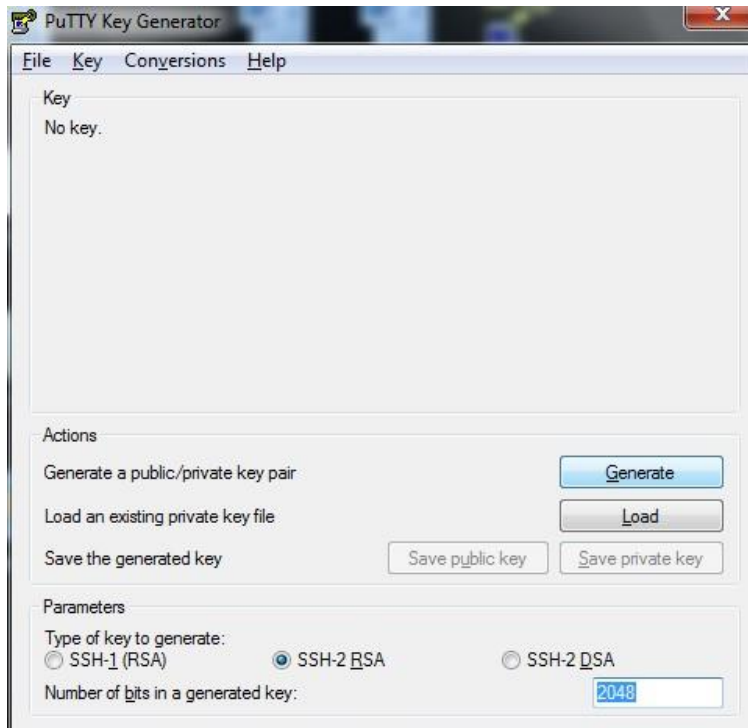 PuTTY Key Generator
File Key Conversions Help
Key
No key.
Actions
Generate a public/private key pair Generate
Load an existing private key file Load
Save the generated key Save public key Save private key
Parameters
Type of key to generate:
SSH-1 (RSA) SSH-2 RSA SSH-2 DSA
Number of bits in a generated key: 2048